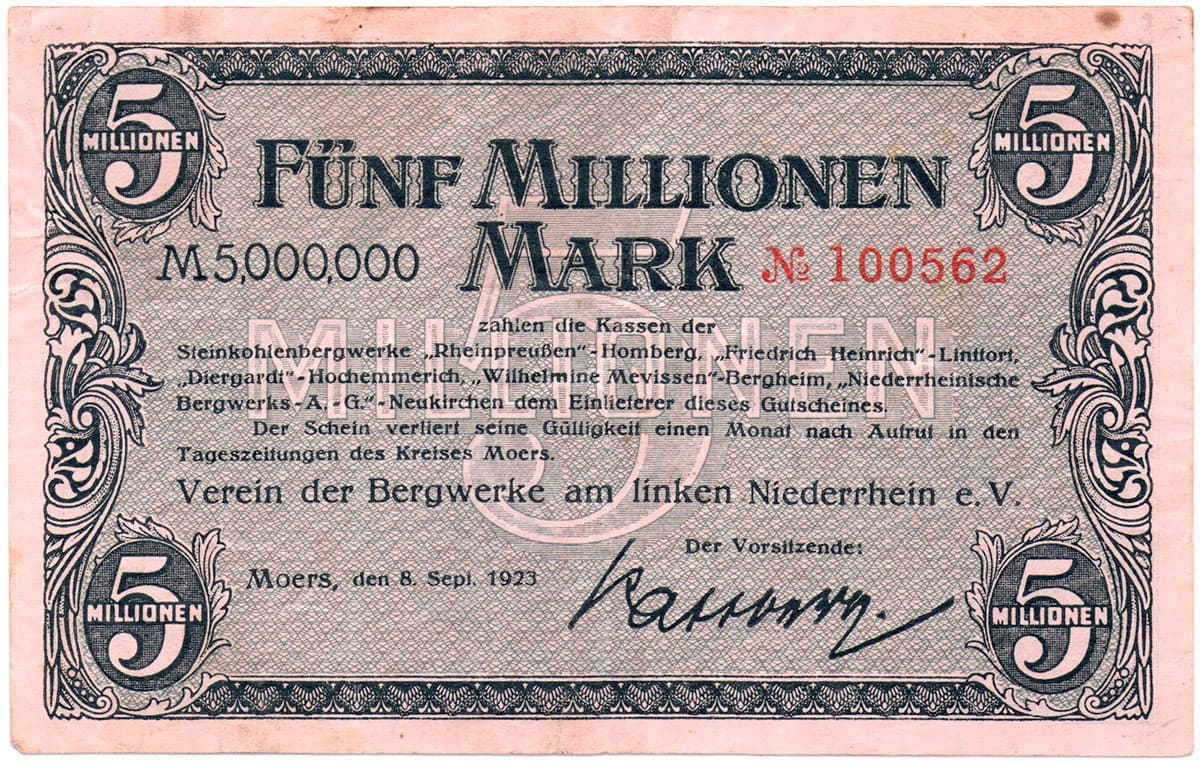 5 MILLIONEN
5 MILLIONEN
FÜNF MILLIONEN
MARK
M 5,000,000
№ 100562
5 MILLIONEN
zahlen die Kassen der
Steinkohlenbergwerke „Rheinpreußen“-Homberg, „Friedrich Heinrich“-Lintfort,
„Diergardt“-Hochemmerich, „Wilhelmine Mevissen“-Bergheim, „Niederrheinische
Bergwerks-A.-G.“-Neukirchen dem Einlieferer dieses Gutscheines.
Der Schein verliert seine Gültigkeit einen Monat nach Aufruf in den
Tageszeitungen des Kreises Moers.
Verein der Bergwerke am linken Niederrhein e. V.
Der Vorsitzende:
Moers, den 8. Sept. 1923
5 MILLIONEN
5 MILLIONEN